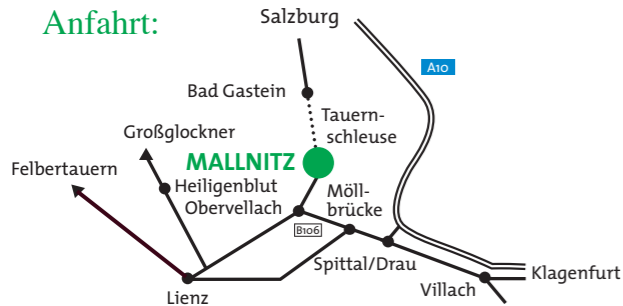 Anfahrt:
Salzburg
A10
Bad Gastein
Tauern-
schleuse
Großglockner
MALLNITZ
Felbertauern
Heiligenblut
Obervellach
Möll-
brücke
B106
Spittal/Drau
Klagenfurt
Villach
Lienz